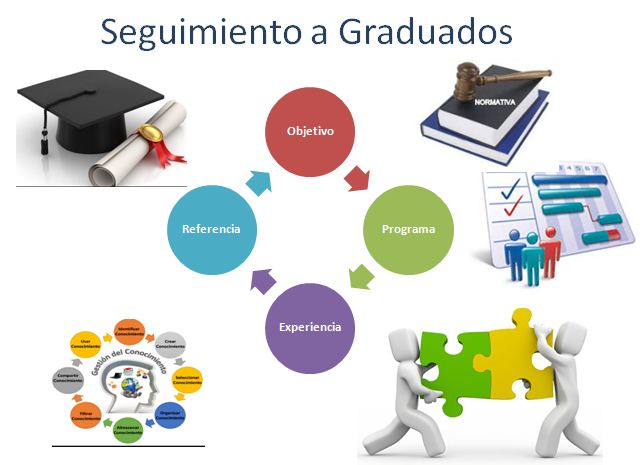 Seguimiento a Graduados
Objetivo
NORMATIVA
Referencia
Programa
Experiencia
Identificar
Conocimiento
Crear
Conocimiento
Seleccionar
Conocimiento
Organizar
Conocimiento
Almacenar
Conocimiento
Filtrar
Conocimiento
Compartir
Conocimiento
Usar
Conocimiento
Gestión del Conocimiento